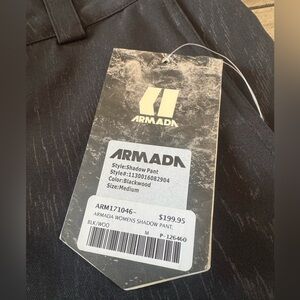 ARMADA
ARMADA
Style:Shadow Pant
Style#:1130016082904
Color:Blackwood
Size:Medium
ARM171046~ $199.95
ARMADA WOMENS SHADOW PANT,
BLK/WOO M P-126460